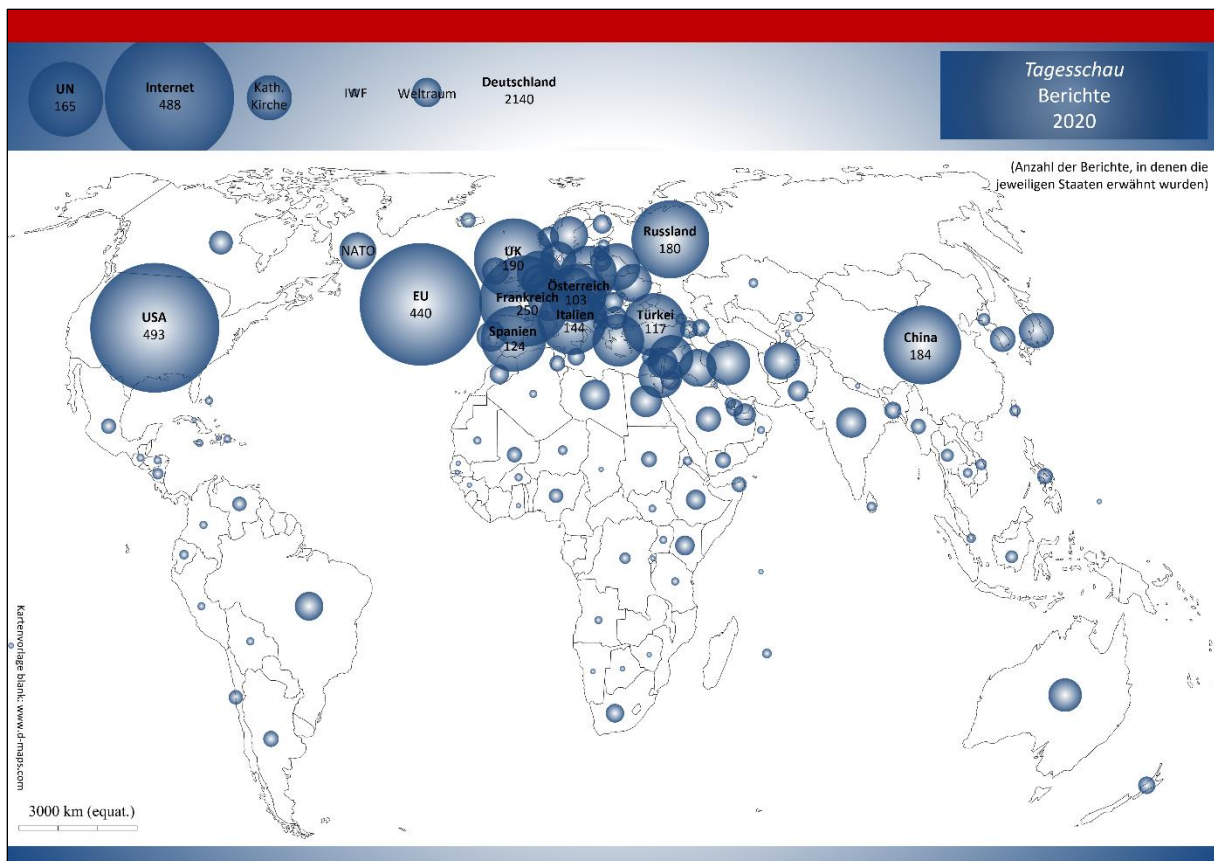 UN
165
Internet
488
Kath.
Kirche
IWF
Weltraum
Deutschland
2140
Tagesschau
Berichte
2020
(Anzahl der Berichte, in denen die
jeweiligen Staaten erwähnt wurden)
NATO
EU
440
USA
493
UK
190
Russland
180
Österreich
103
Frankreich
250
Italien
144
Spanien
124
Türkei
117
China
184
Kartenvorlage blank: www.d-maps.com
3000 km (equat.)